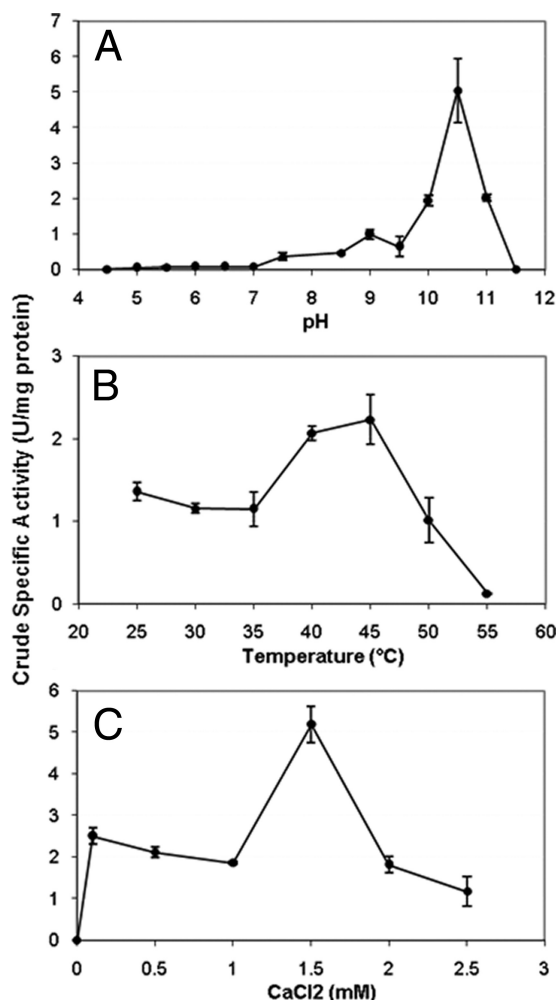 A
7
6
5
4
3
2
1
0
4 5 6 7 8 9 10 11 12
pH
Crude Specific Activity (U/mg protein)
B
3
2
1
0
20 25 30 35 40 45 50 55 60
Temperature (°C)
C
6
5
4
3
2
1
0
0 0.5 1 1.5 2 2.5 3
CaCl2 (mM)